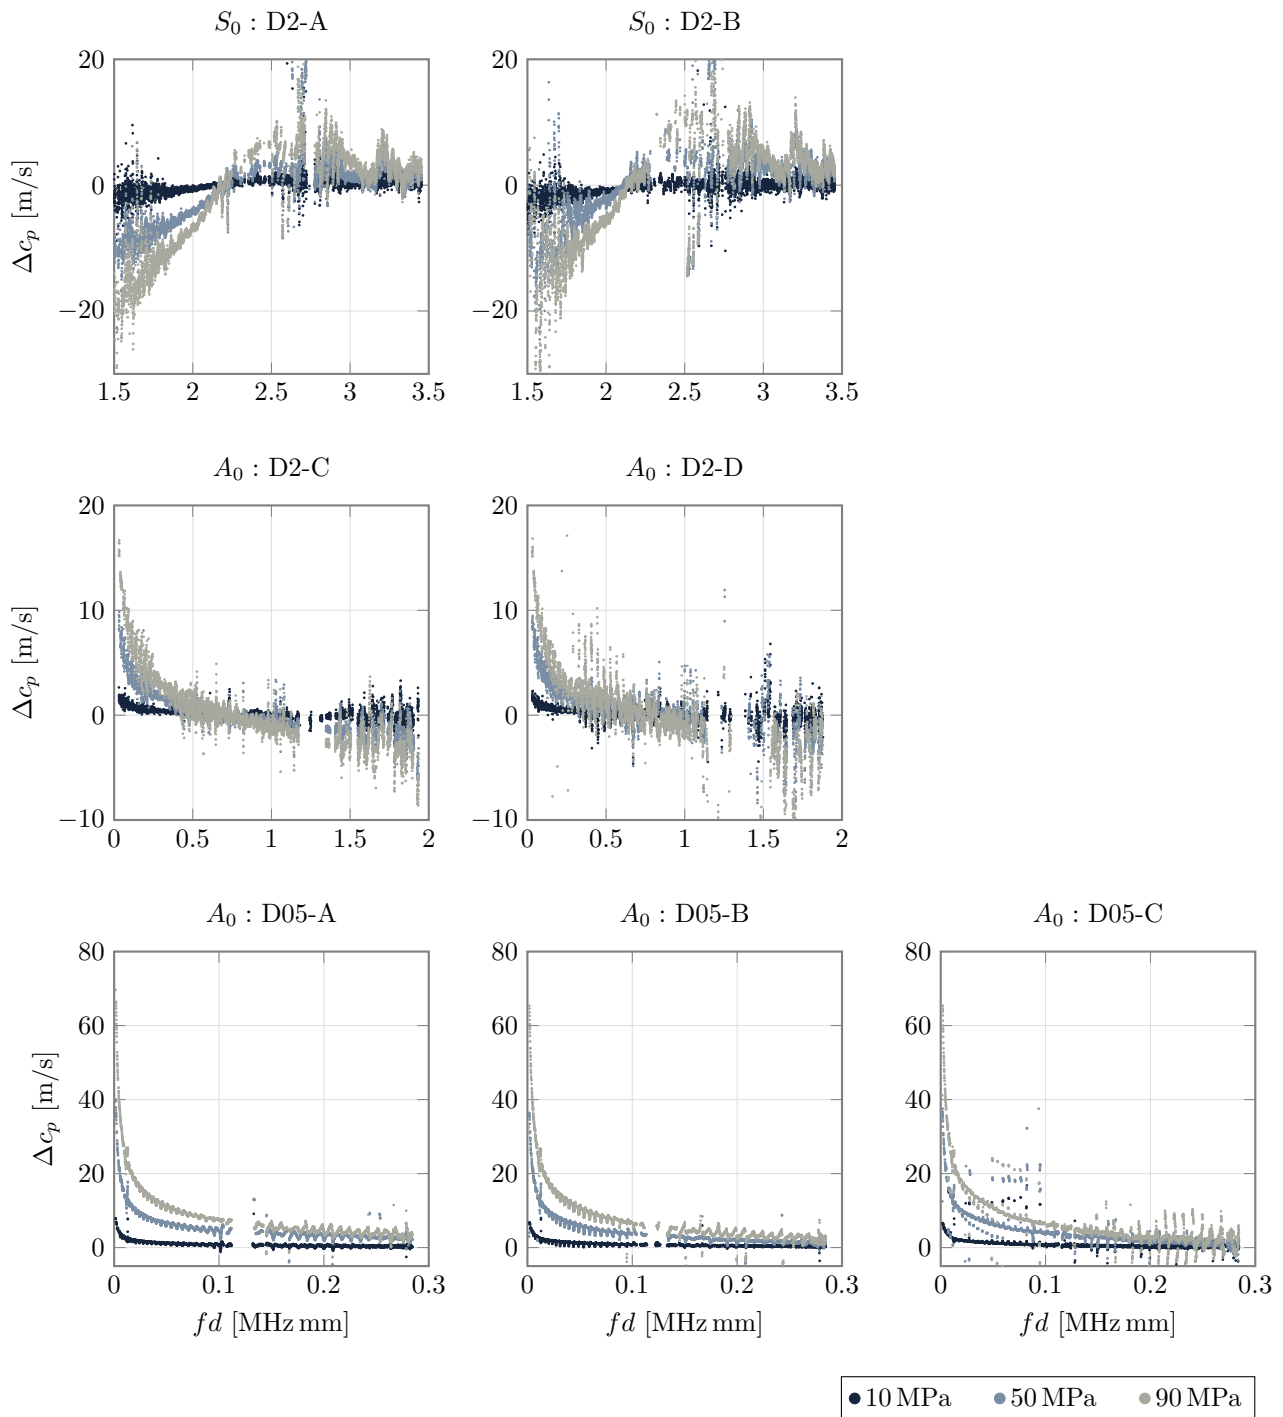 S₀ : D2-A
S₀ : D2-B
20
0
−20
Δcₚ [m/s]
1.5 2 2.5 3 3.5
20
0
−20
1.5 2 2.5 3 3.5
A₀ : D2-C
A₀ : D2-D
20
10
0
−10
Δcₚ [m/s]
0 0.5 1 1.5 2
20
10
0
−10
0 0.5 1 1.5 2
A₀ : D05-A
A₀ : D05-B
A₀ : D05-C
80
60
40
20
0
Δcₚ [m/s]
0 0.1 0.2 0.3
fd [MHz mm]
80
60
40
20
0
0 0.1 0.2 0.3
fd [MHz mm]
80
60
40
20
0
0 0.1 0.2 0.3
fd [MHz mm]
10 MPa 50 MPa 90 MPa